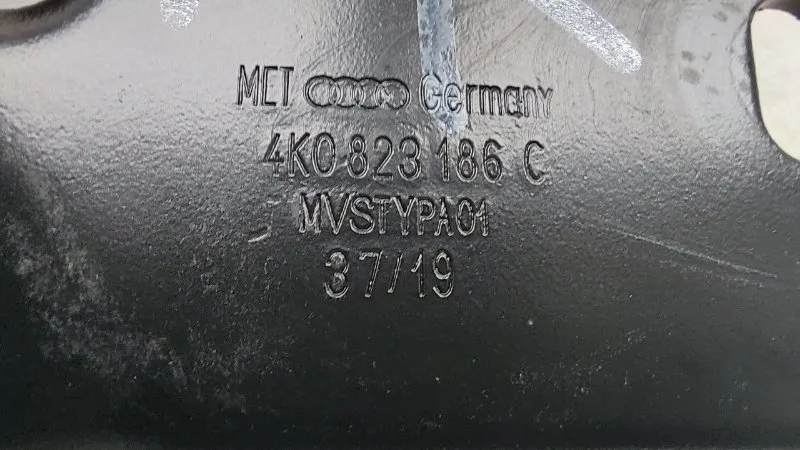 MET Germany
4K0 823 186 C
MVSTYPA01
37/19